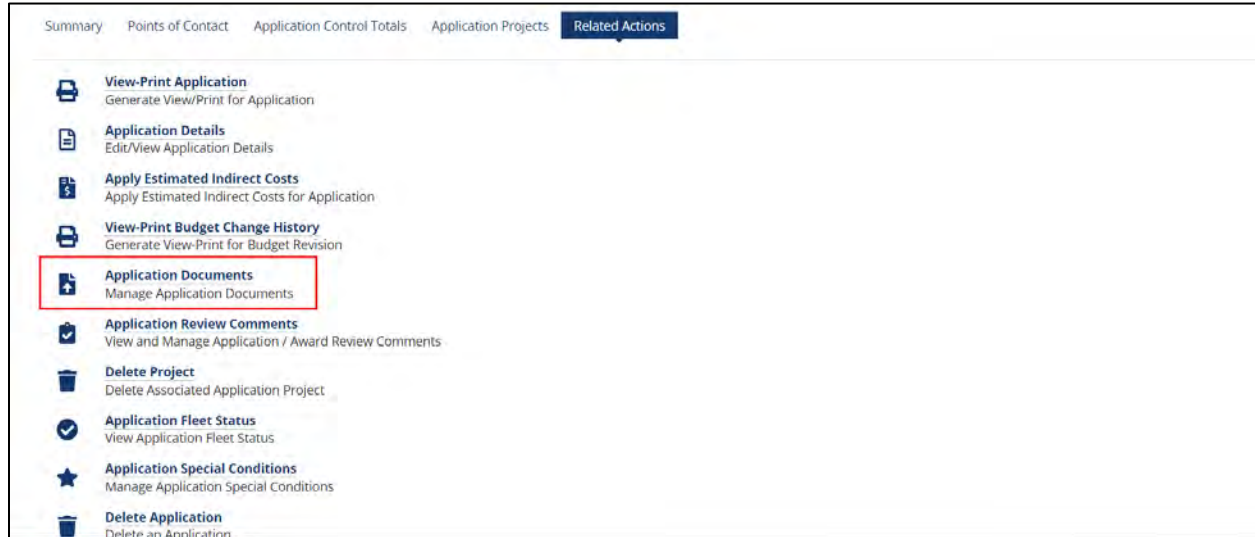 Summary Points of Contact Application Control Totals Application Projects Related Actions
View-Print Application
Generate View/Print for Application
Application Details
Edit/View Application Details
Apply Estimated Indirect Costs
Apply Estimated Indirect Costs for Application
View-Print Budget Change History
Generate View-Print for Budget Revision
Application Documents
Manage Application Documents
Application Review Comments
View and Manage Application / Award Review Comments
Delete Project
Delete Associated Application Project
Application Fleet Status
View Application Fleet Status
Application Special Conditions
Manage Application Special Conditions
Delete Application
Delete an Application